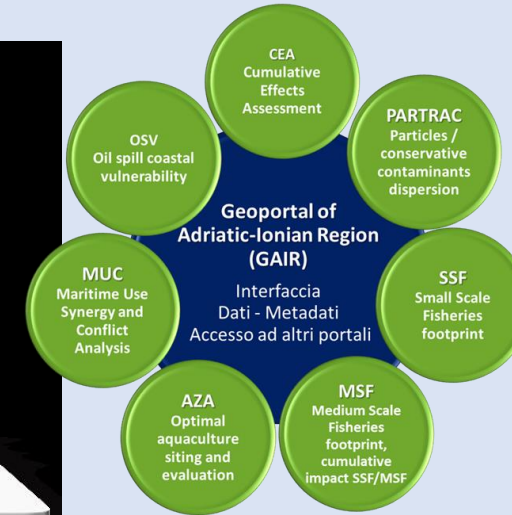 CEA
Cumulative
Effects
Assessment
PARTRAC
Particles /
conservative
contaminants
dispersion
OSV
Oil spill coastal
vulnerability
Geoportal of
Adriatic-Ionian Region
(GAIR)
Interfaccia
Dati - Metadati
Accesso ad altri portali
SSF
Small Scale
Fisheries
footprint
MUC
Maritime Use
Synergy and
Conflict
Analysis
AZA
Optimal
aquaculture
siting and
evaluation
MSF
Medium Scale
Fisheries
footprint,
cumulative
impact SSF/MSF